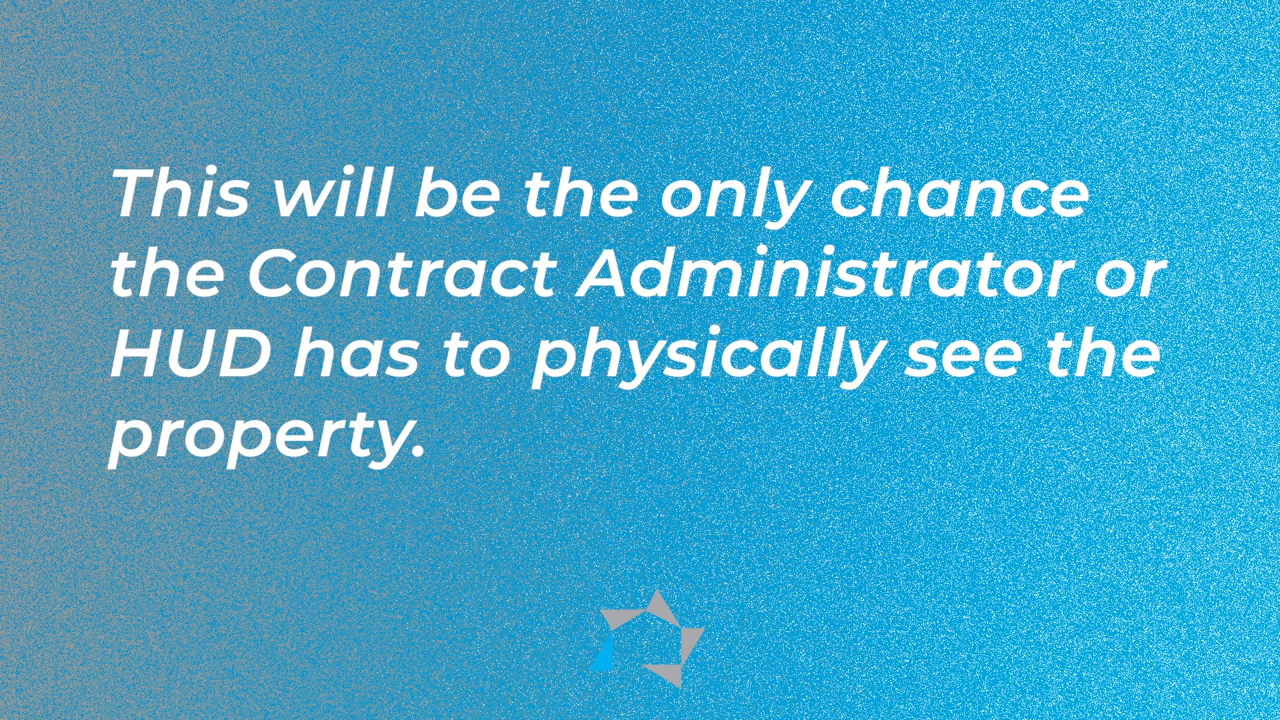 This will be the only chance
the Contract Administrator or
HUD has to physically see the
property.